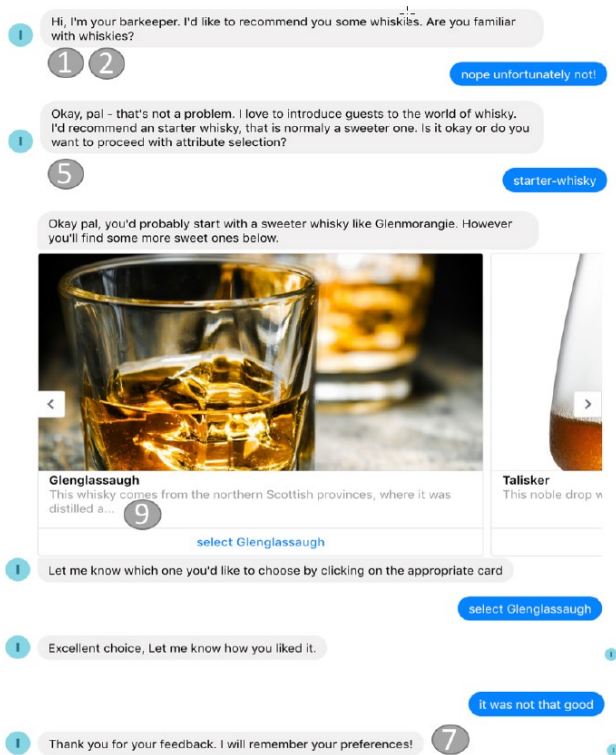 Hi, I'm your barkeeper. I'd like to recommend you some whiskies. Are you familiar
with whiskies?
I
1 2
nope unfortunately not!
Okay, pal - that's not a problem. I love to introduce guests to the world of whisky.
I'd recommend an starter whisky, that is normaly a sweeter one. Is it okay or do you
want to proceed with attribute selection?
I
5
starter-whisky
Okay pal, you'd probably start with a sweeter whisky like Glenmorangie. However
you'll find some more sweet ones below.
Glenglassaugh
This whisky comes from the northern Scottish provinces, where it was
distilled a...
9
select Glenglassaugh
Talisker
This noble drop w
I
Let me know which one you'd like to choose by clicking on the appropriate card
select Glenglassaugh
I
Excellent choice, Let me know how you liked it.
I
it was not that good
I
Thank you for your feedback. I will remember your preferences!
7
I